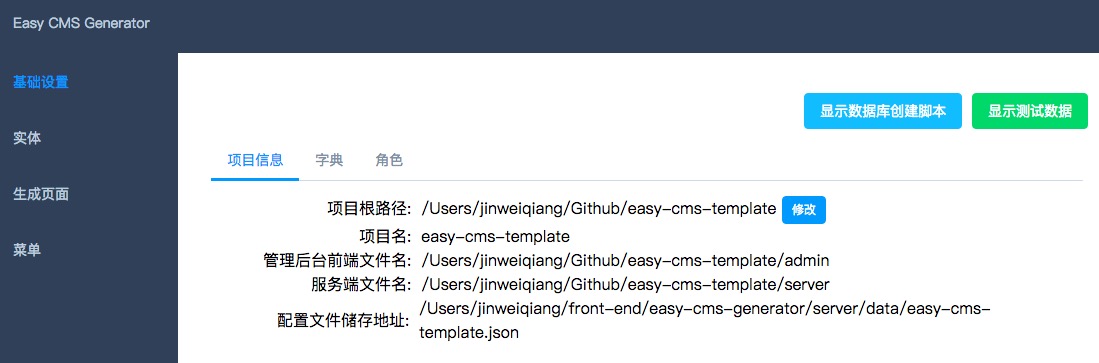 Easy CMS Generator
基础设置
实体
生成页面
菜单
显示数据库创建脚本 显示测试数据
项目信息 字典 角色
项目根路径: /Users/jinweiqiang/Github/easy-cms-template 修改
项目名: easy-cms-template
管理后台前端文件名: /Users/jinweiqiang/Github/easy-cms-template/admin
服务端文件名: /Users/jinweiqiang/Github/easy-cms-template/server
配置文件储存地址: /Users/jinweiqiang/front-end/easy-cms-generator/server/data/easy-cms-
template.json